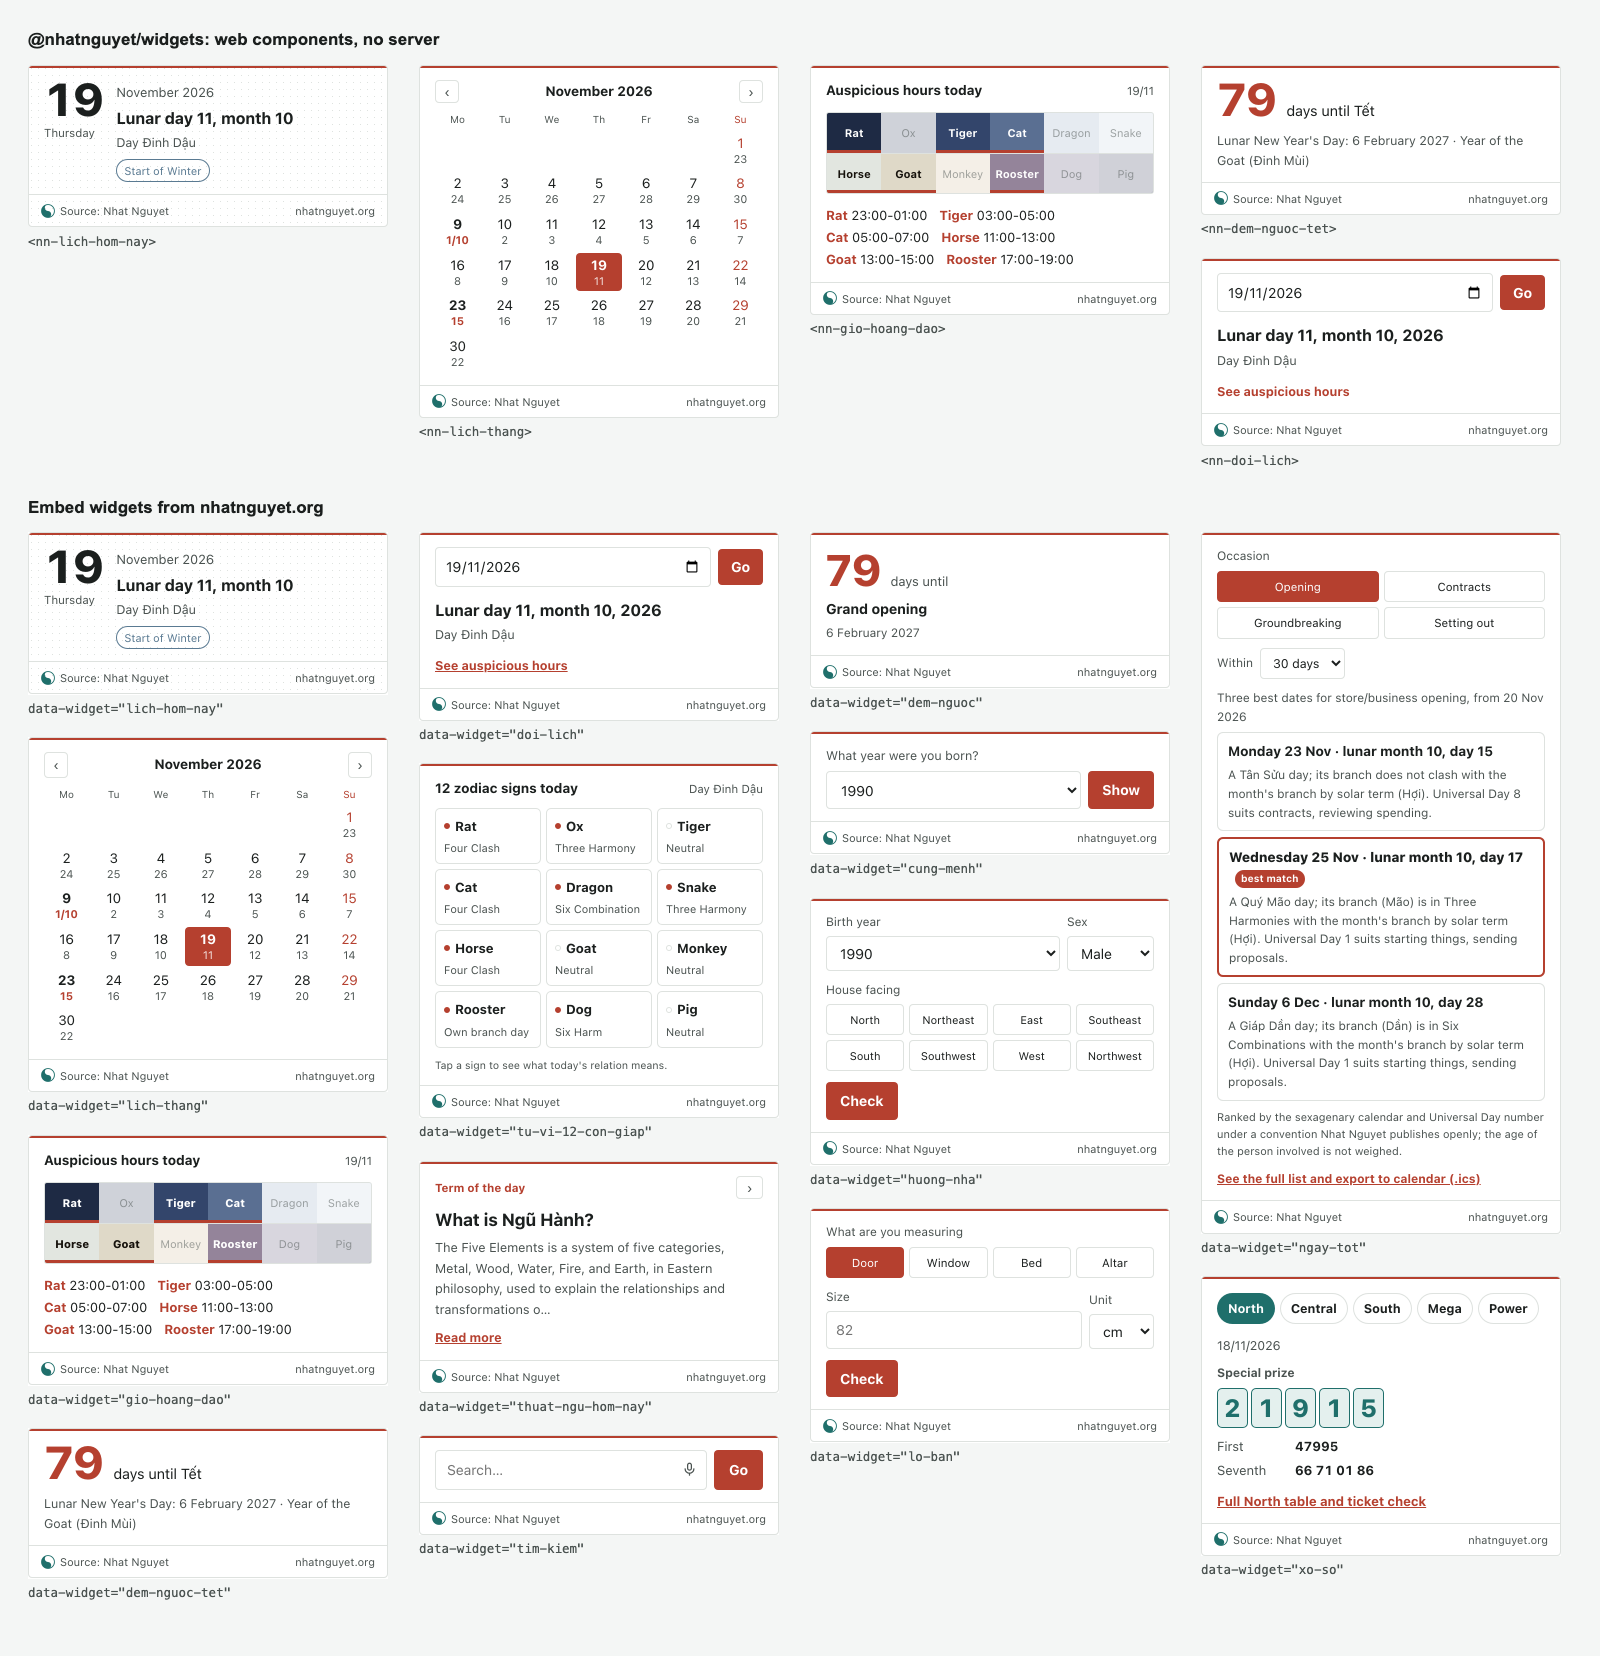 @nhatnguyet/widgets: web components, no server
19
Thursday
November 2026
Lunar day 11, month 10
Day Đinh Dậu
Start of Winter
Source: Nhat Nguyet nhatnguyet.org
<nn-lich-hom-nay>
‹ November 2026 ›
Mo Tu We Th Fr Sa Su
1
23
2 3 4 5 6 7 8
24 25 26 27 28 29 30
9 10 11 12 13 14 15
1/10 2 3 4 5 6 7
16 17 18 19 20 21 22
8 9 10 11 12 13 14
23 24 25 26 27 28 29
15 16 17 18 19 20 21
30
22
Source: Nhat Nguyet nhatnguyet.org
<nn-lich-thang>
Auspicious hours today 19/11
Rat Ox Tiger Cat Dragon Snake
Horse Goat Monkey Rooster Dog Pig
Rat 23:00-01:00 Tiger 03:00-05:00
Cat 05:00-07:00 Horse 11:00-13:00
Goat 13:00-15:00 Rooster 17:00-19:00
Source: Nhat Nguyet nhatnguyet.org
<nn-gio-hoang-dao>
79 days until Tết
Lunar New Year's Day: 6 February 2027 · Year of the
Goat (Đinh Mùi)
Source: Nhat Nguyet nhatnguyet.org
<nn-dem-nguoc-tet>
19/11/2026 Go
Lunar day 11, month 10, 2026
Day Đinh Dậu
See auspicious hours
Source: Nhat Nguyet nhatnguyet.org
<nn-doi-lich>
Embed widgets from nhatnguyet.org
19
Thursday
November 2026
Lunar day 11, month 10
Day Đinh Dậu
Start of Winter
Source: Nhat Nguyet nhatnguyet.org
data-widget="lich-hom-nay"
‹ November 2026 ›
Mo Tu We Th Fr Sa Su
1
23
2 3 4 5 6 7 8
24 25 26 27 28 29 30
9 10 11 12 13 14 15
1/10 2 3 4 5 6 7
16 17 18 19 20 21 22
8 9 10 11 12 13 14
23 24 25 26 27 28 29
15 16 17 18 19 20 21
30
22
Source: Nhat Nguyet nhatnguyet.org
data-widget="lich-thang"
Auspicious hours today 19/11
Rat Ox Tiger Cat Dragon Snake
Horse Goat Monkey Rooster Dog Pig
Rat 23:00-01:00 Tiger 03:00-05:00
Cat 05:00-07:00 Horse 11:00-13:00
Goat 13:00-15:00 Rooster 17:00-19:00
Source: Nhat Nguyet nhatnguyet.org
data-widget="gio-hoang-dao"
79 days until Tết
Lunar New Year's Day: 6 February 2027 · Year of the
Goat (Đinh Mùi)
Source: Nhat Nguyet nhatnguyet.org
data-widget="dem-nguoc-tet"
19/11/2026 Go
Lunar day 11, month 10, 2026
Day Đinh Dậu
See auspicious hours
Source: Nhat Nguyet nhatnguyet.org
data-widget="doi-lich"
12 zodiac signs today Day Đinh Dậu
Rat Ox Tiger
Four Clash Three Harmony Neutral
Cat Dragon Snake
Four Clash Six Combination Three Harmony
Horse Goat Monkey
Four Clash Neutral Neutral
Rooster Dog Pig
Own branch day Six Harm Neutral
Tap a sign to see what today's relation means.
Source: Nhat Nguyet nhatnguyet.org
data-widget="tu-vi-12-con-giap"
Term of the day ›
What is Ngũ Hành?
The Five Elements is a system of five categories,
Metal, Wood, Water, Fire, and Earth, in Eastern
philosophy, used to explain the relationships and
transformations o...
Read more
Source: Nhat Nguyet nhatnguyet.org
data-widget="thuat-ngu-hom-nay"
Search... Go
Source: Nhat Nguyet nhatnguyet.org
data-widget="tim-kiem"
79 days until
Grand opening
6 February 2027
Source: Nhat Nguyet nhatnguyet.org
data-widget="dem-nguoc"
What year were you born?
1990 Show
Source: Nhat Nguyet nhatnguyet.org
data-widget="cung-menh"
Birth year Sex
1990 Male
House facing
North Northeast East Southeast
South Southwest West Northwest
Check
Source: Nhat Nguyet nhatnguyet.org
data-widget="huong-nha"
What are you measuring
Door Window Bed Altar
Size Unit
82 cm
Check
Source: Nhat Nguyet nhatnguyet.org
data-widget="lo-ban"
Occasion
Opening Contracts
Groundbreaking Setting out
Within 30 days
Three best dates for store/business opening, from 20 Nov
2026
Monday 23 Nov · lunar month 10, day 15
A Tân Sửu day; its branch does not clash with the
month's branch by solar term (Hợi). Universal Day 8
suits contracts, reviewing spending.
Wednesday 25 Nov · lunar month 10, day 17
best match
A Quý Mão day; its branch (Mão) is in Three
Harmonies with the month's branch by solar term
(Hợi). Universal Day 1 suits starting things, sending
proposals.
Sunday 6 Dec · lunar month 10, day 28
A Giáp Dần day; its branch (Dần) is in Six
Combinations with the month's branch by solar term
(Hợi). Universal Day 1 suits starting things, sending
proposals.
Ranked by the sexagenary calendar and Universal Day number
under a convention Nhat Nguyet publishes openly; the age of
the person involved is not weighed.
See the full list and export to calendar (.ics)
Source: Nhat Nguyet nhatnguyet.org
data-widget="ngay-tot"
North Central South Mega Power
18/11/2026
Special prize
2 1 9 1 5
First 47995
Seventh 66 71 01 86
Full North table and ticket check
Source: Nhat Nguyet nhatnguyet.org
data-widget="xo-so"